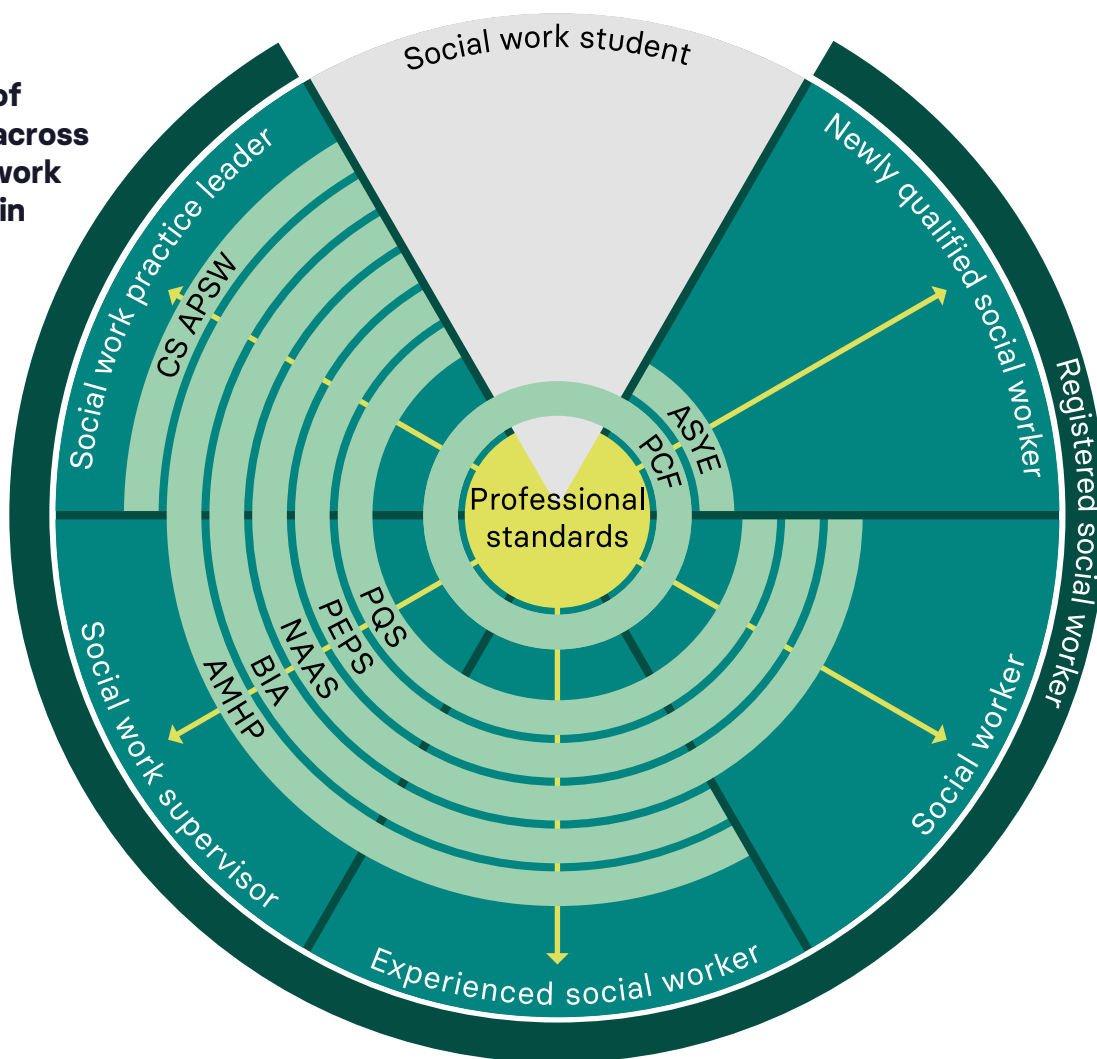 of
across
work
in
Social work student
Social work practice leader
Newly qualified social worker
Registered social worker
CS APSW
ASYE
PCF
Professional
standards
PQS
PEPS
NAAS
BIA
AMHP
Social work supervisor
Social worker
Experienced social worker